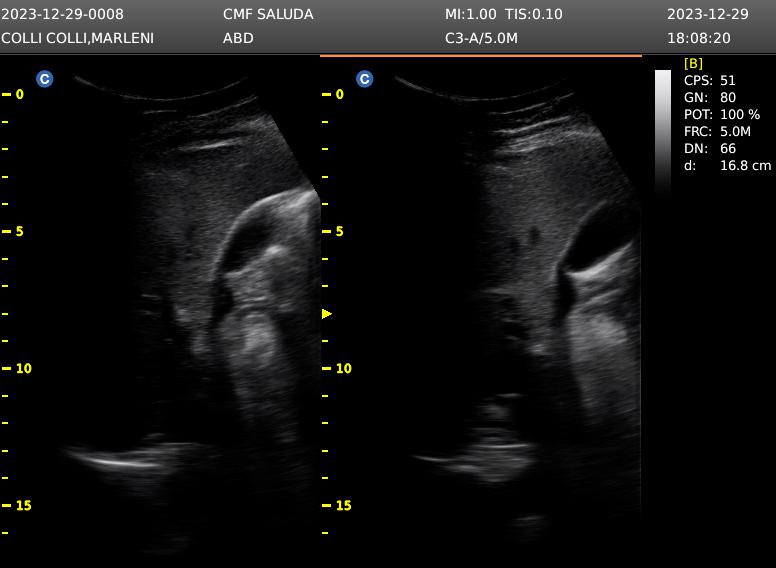 2023-12-29-0008 CMF SALUDA MI:1.00 TIS:0.10 2023-12-29
COLLI COLLI,MARLENI ABD C3-A/5.0M 18:08:20
C
C
[B]
CPS: 51
GN: 80
POT: 100 %
FRC: 5.0M
DN: 66
d: 16.8 cm
0
5
10
15
0
5
10
15